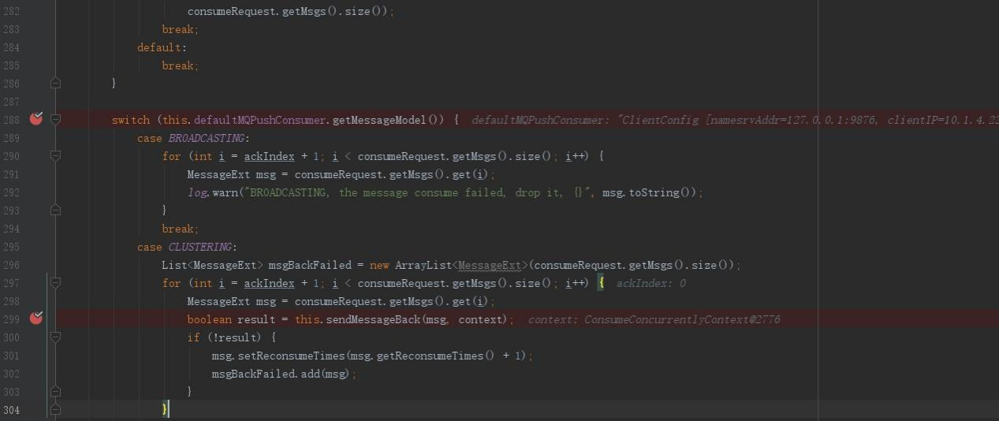 282 consumeRequest.getMsgs().size());
283 break;
284 default:
285 break;
286 }
287
288 switch (this.defaultMQPushConsumer.getMessageModel()) { defaultMQPushConsumer: "ClientConfig [namesrvAddr=127.0.0.1:9876, clientIP=10.1.4.22
289 case BROADCASTING:
290 for (int i = ackIndex + 1; i < consumeRequest.getMsgs().size(); i++) {
291 MessageExt msg = consumeRequest.getMsgs().get(i);
292 log.warn("BROADCASTING, the message consume failed, drop it, {}", msg.toString());
293 }
294 break;
295 case CLUSTERING:
296 List<MessageExt> msgBackFailed = new ArrayList<MessageExt>(consumeRequest.getMsgs().size());
297 for (int i = ackIndex + 1; i < consumeRequest.getMsgs().size(); i++) { ackIndex: 0
298 MessageExt msg = consumeRequest.getMsgs().get(i);
299 boolean result = this.sendMessageBack(msg, context); context: ConsumeConcurrentlyContext@2776
300 if (!result) {
301 msg.setReconsumeTimes(msg.getReconsumeTimes() + 1);
302 msgBackFailed.add(msg);
303 }
304 }